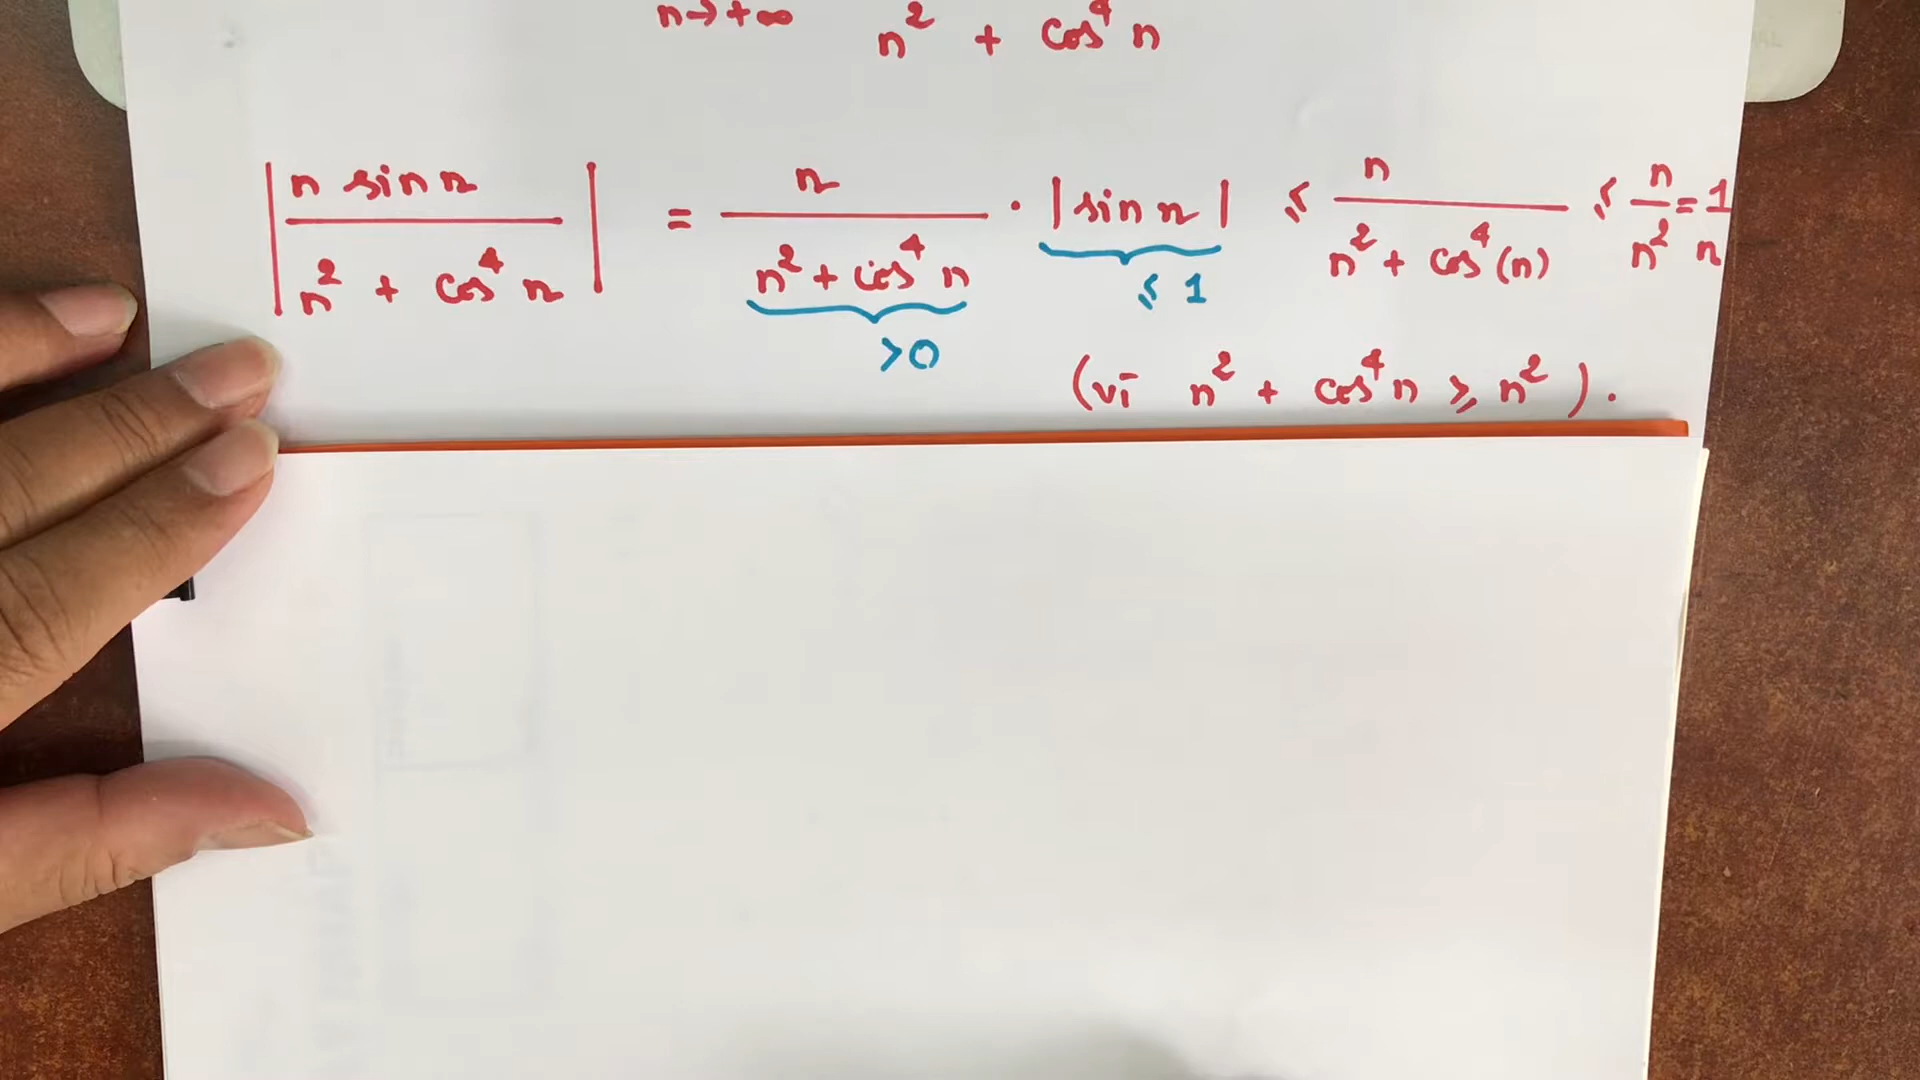 n→+∞ n² + cos⁴ n
| n sin n / n² + cos⁴ n | = n / n² + cos⁴ n · |sin n| ⩽ n / n² + cos⁴(n) ⩽ n / n² = 1 / n
>0 ⩽ 1
(vì n² + cos⁴ n ⩾ n²).